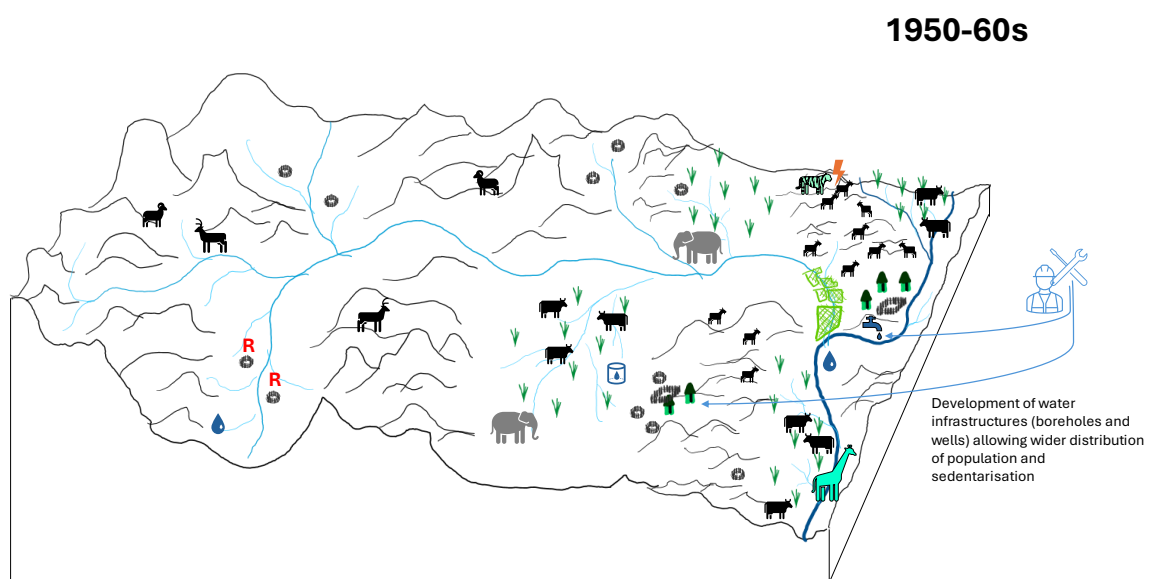 1950-60s
R
R
Development of water
infrastructures (boreholes and
wells) allowing wider distribution
of population and
sedentarisation